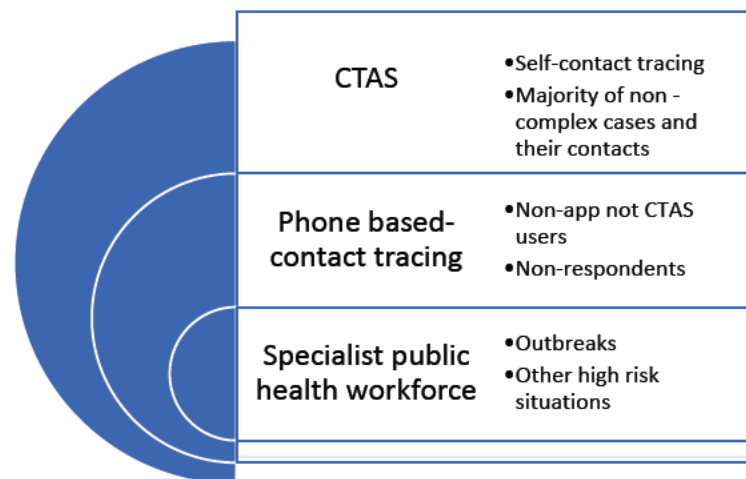 CTAS
•Self-contact tracing
•Majority of non -
complex cases and
their contacts
Phone based-
contact tracing
•Non-app not CTAS
users
•Non-respondents
Specialist public
health workforce
•Outbreaks
•Other high risk
situations